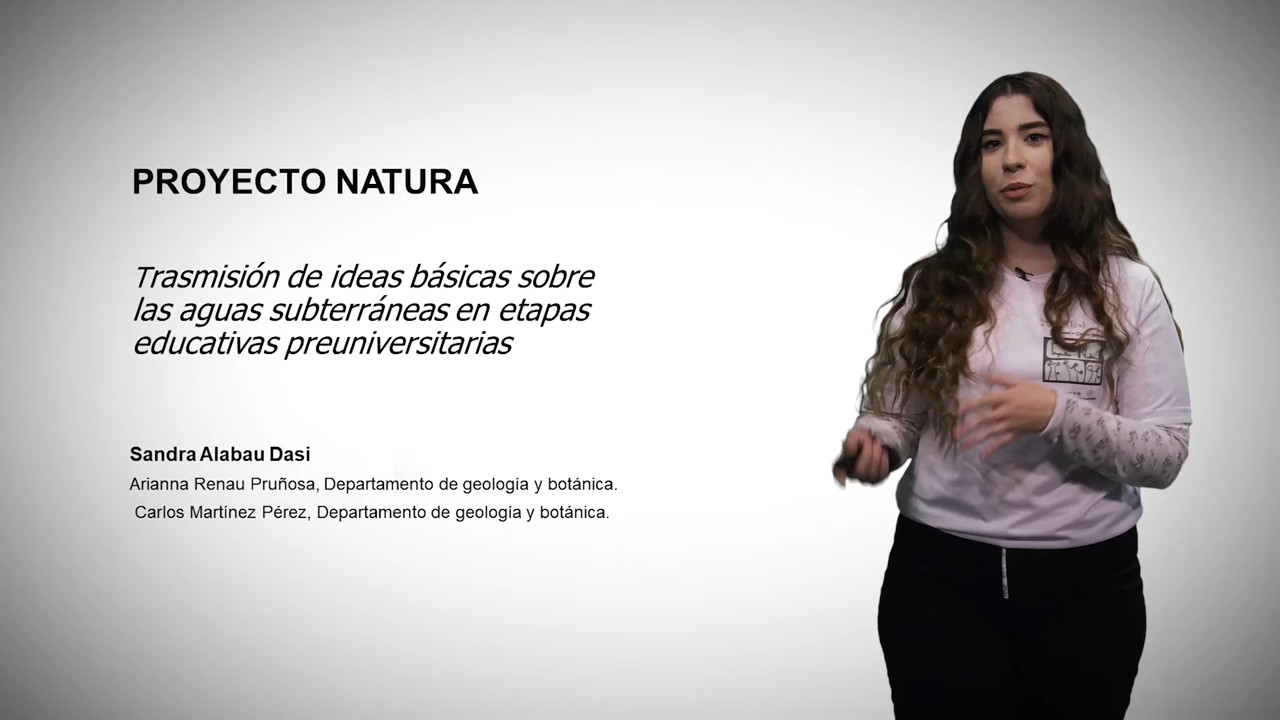 PROYECTO NATURA
Trasmisión de ideas básicas sobre
las aguas subterráneas en etapas
educativas preuniversitarias
Sandra Alabau Dasi
Arianna Renau Pruñosa, Departamento de geología y botánica.
Carlos Martínez Pérez, Departamento de geología y botánica.